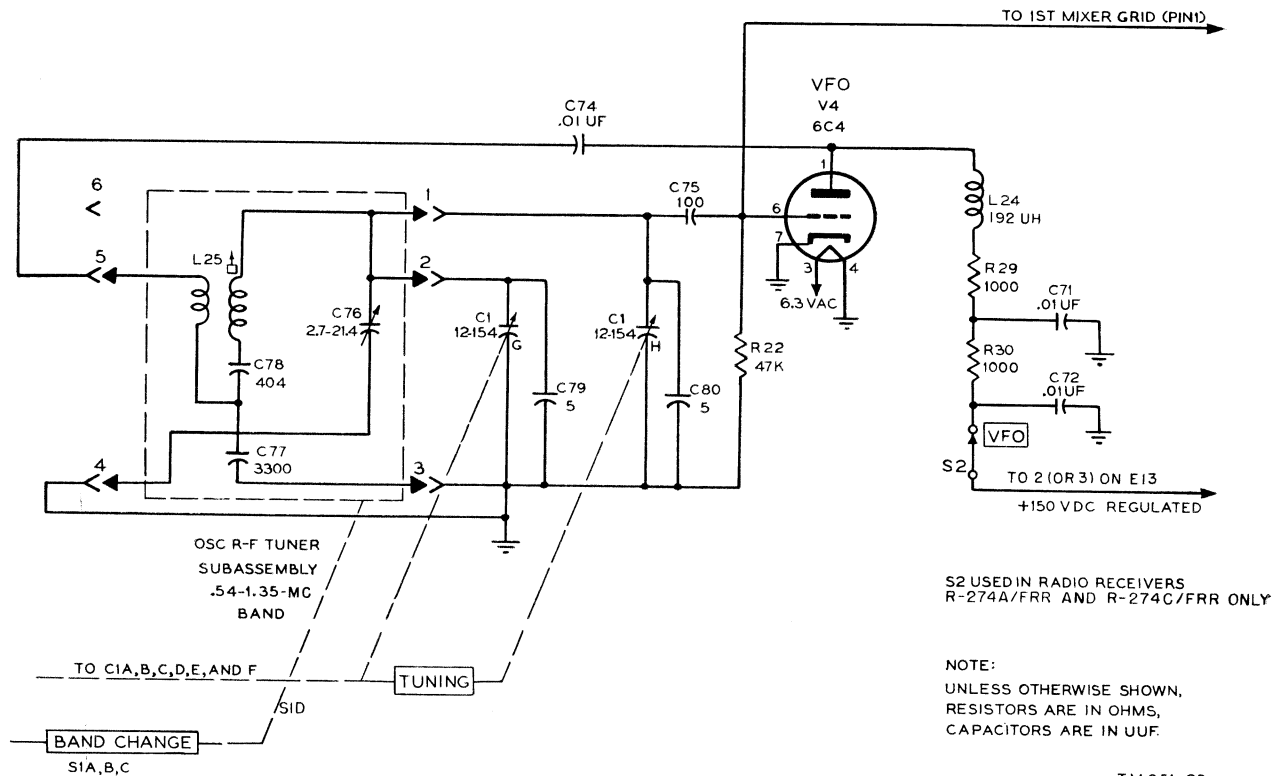 TO 1ST MIXER GRID (PIN1)
VFO
V4
6C4
C74
.01 UF
1
6
7
3
4
6.3 VAC
C75
100
L24
192 UH
R29
1000
C71
.01UF
R30
1000
C72
.01UF
VFO
S2
TO 2 (OR 3) ON E13
+150 VDC REGULATED
6
5
4
L25
C76
2.7-21.4
C78
404
C77
3300
1
2
3
C1
12-154
G
C79
5
C1
12-154
H
C80
5
R22
47K
OSC R-F TUNER
SUBASSEMBLY
.54-1.35-MC
BAND
TO C1A,B,C,D,E,AND F
TUNING
S1D
BAND CHANGE
S1A,B,C
S2 USED IN RADIO RECEIVERS
R-274A/FRR AND R-274C/FRR ONLY
NOTE:
UNLESS OTHERWISE SHOWN,
RESISTORS ARE IN OHMS,
CAPACITORS ARE IN UUF.